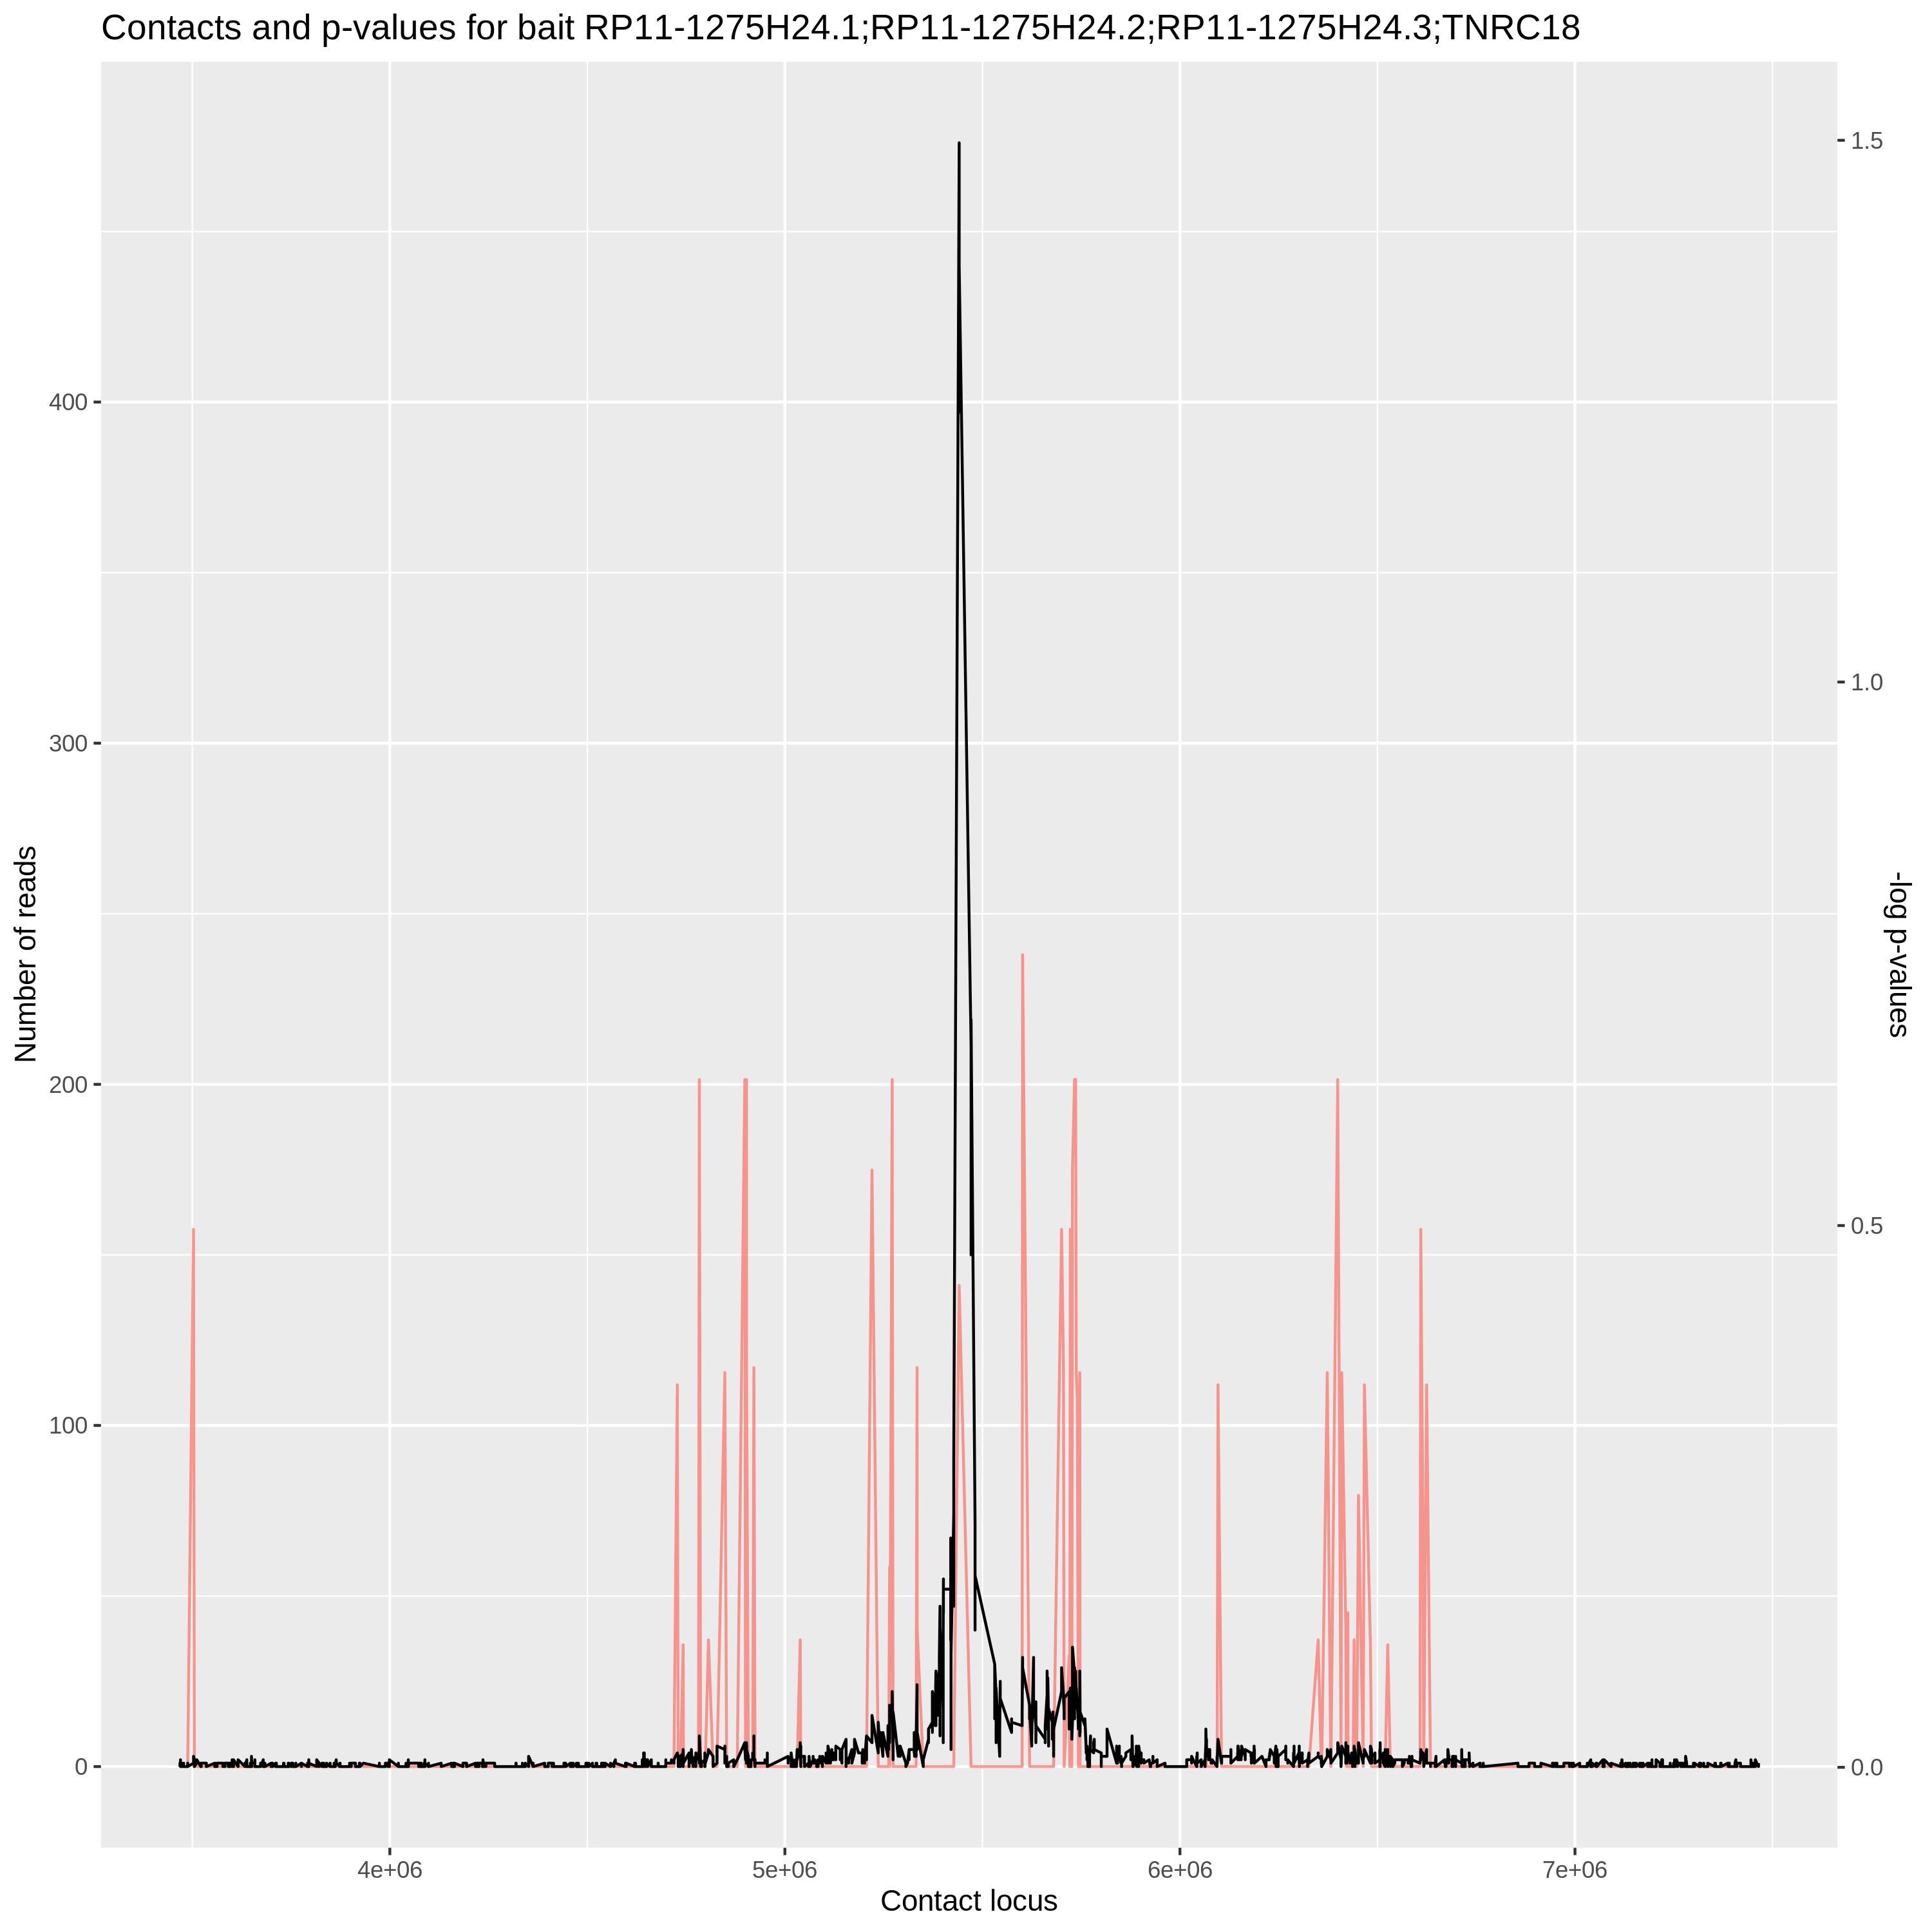 Contacts and p-values for bait RP11-1275H24.1;RP11-1275H24.2;RP11-1275H24.3;TNRC18
Number of reads
400
300
200
100
0
1.5
1.0
0.5
0.0
-log p-values
4e+06
5e+06
6e+06
7e+06
Contact locus